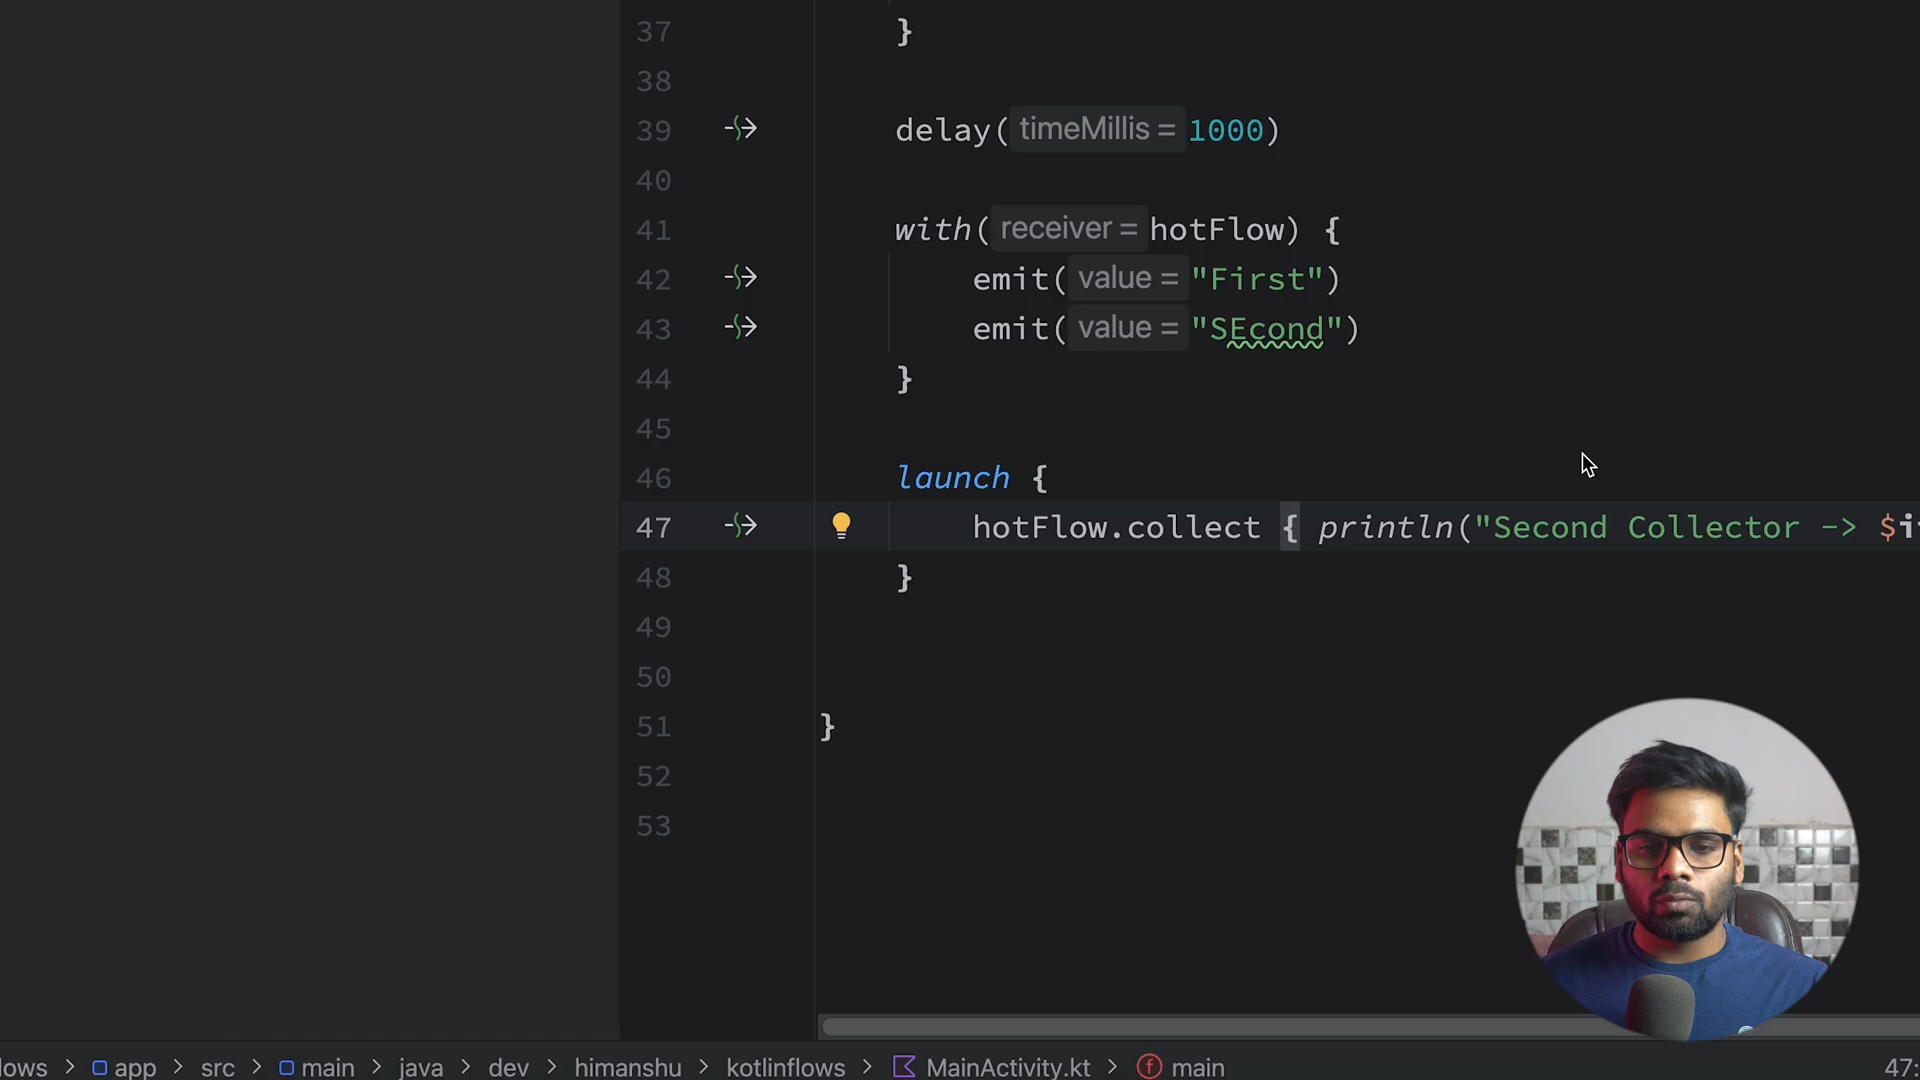 37 }
38
39 delay( timeMillis = 1000)
40
41 with( receiver = hotFlow) {
42 emit( value = "First")
43 emit( value = "SEcond")
44 }
45
46 launch {
47 hotFlow.collect { println("Second Collector -> $i
48 }
49
50
51 }
52
53
lows > app > src > main > java > dev > himanshu > kotlinflows > MainActivity.kt > main 47: